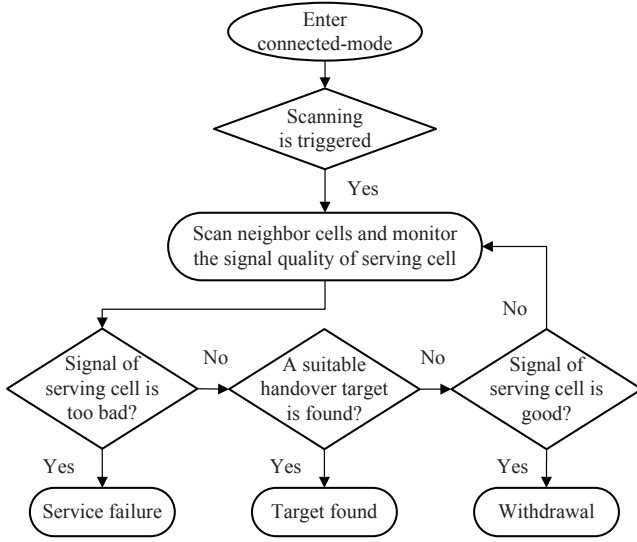 Enter
connected-mode
Scanning
is triggered
Yes
Scan neighbor cells and monitor
the signal quality of serving cell
No
Signal of
serving cell is
too bad?
No
A suitable
handover target
is found?
No
Signal of
serving cell is
good?
Yes
Yes
Yes
Service failure
Target found
Withdrawal